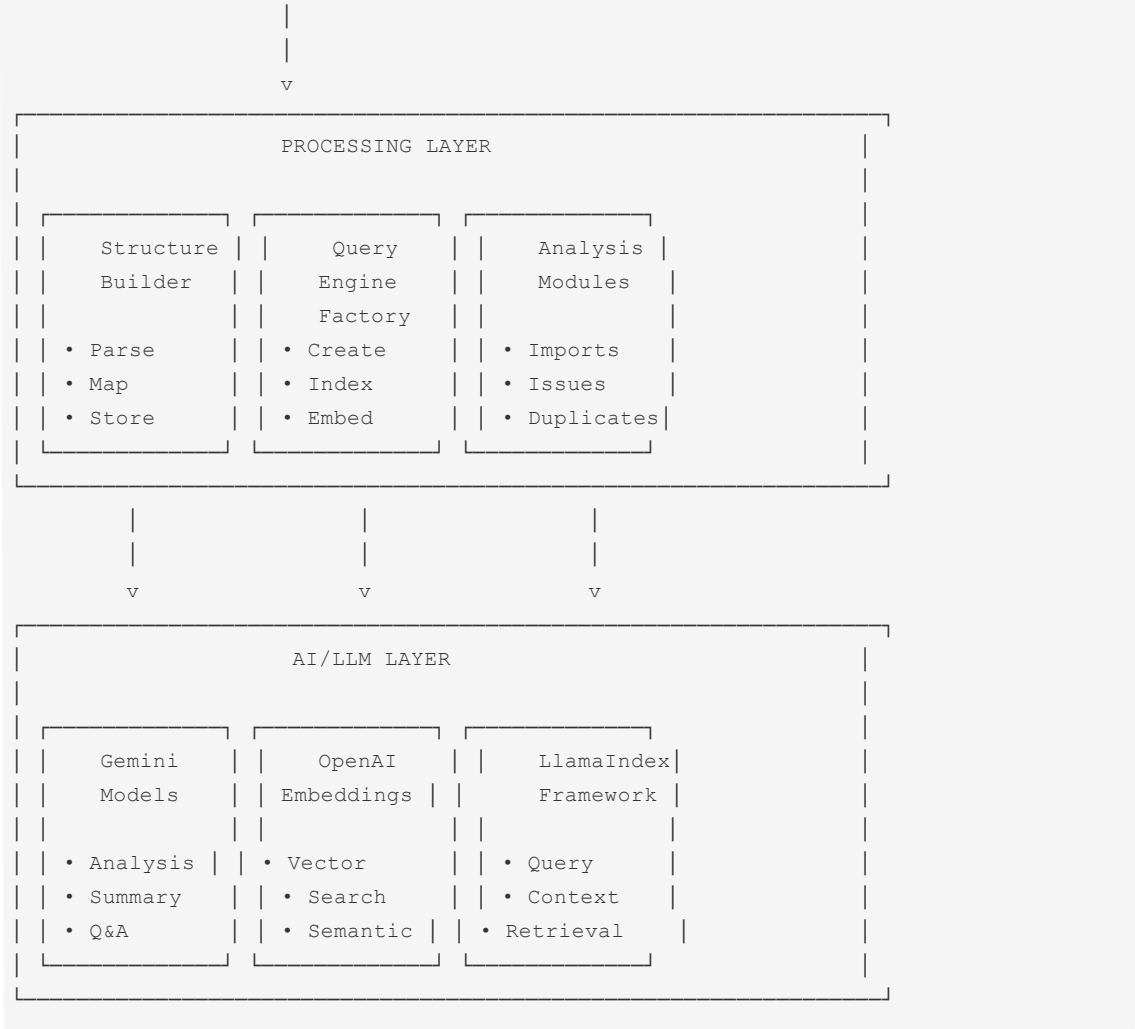 v
PROCESSING LAYER
Structure Query Analysis
Builder Engine Modules
Factory
• Parse • Create • Imports
• Map • Index • Issues
• Store • Embed • Duplicates
v v v
AI/LLM LAYER
Gemini OpenAI LlamaIndex
Models Embeddings Framework
• Analysis • Vector • Query
• Summary • Search • Context
• Q&A • Semantic • Retrieval